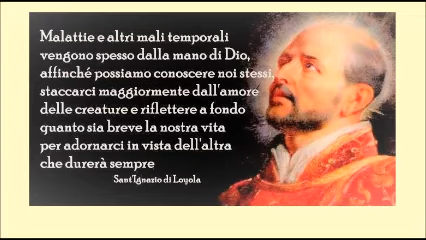 Malattie e altri mali temporali
vengono spesso dalla mano di Dio,
affinché possiamo conoscere noi stessi,
staccarci maggiormente dall'amore
delle creature e riflettere a fondo
quanto sia breve la nostra vita
per adornarci in vista dell'altra
che durerà sempre
Sant'Ignazio di Loyola